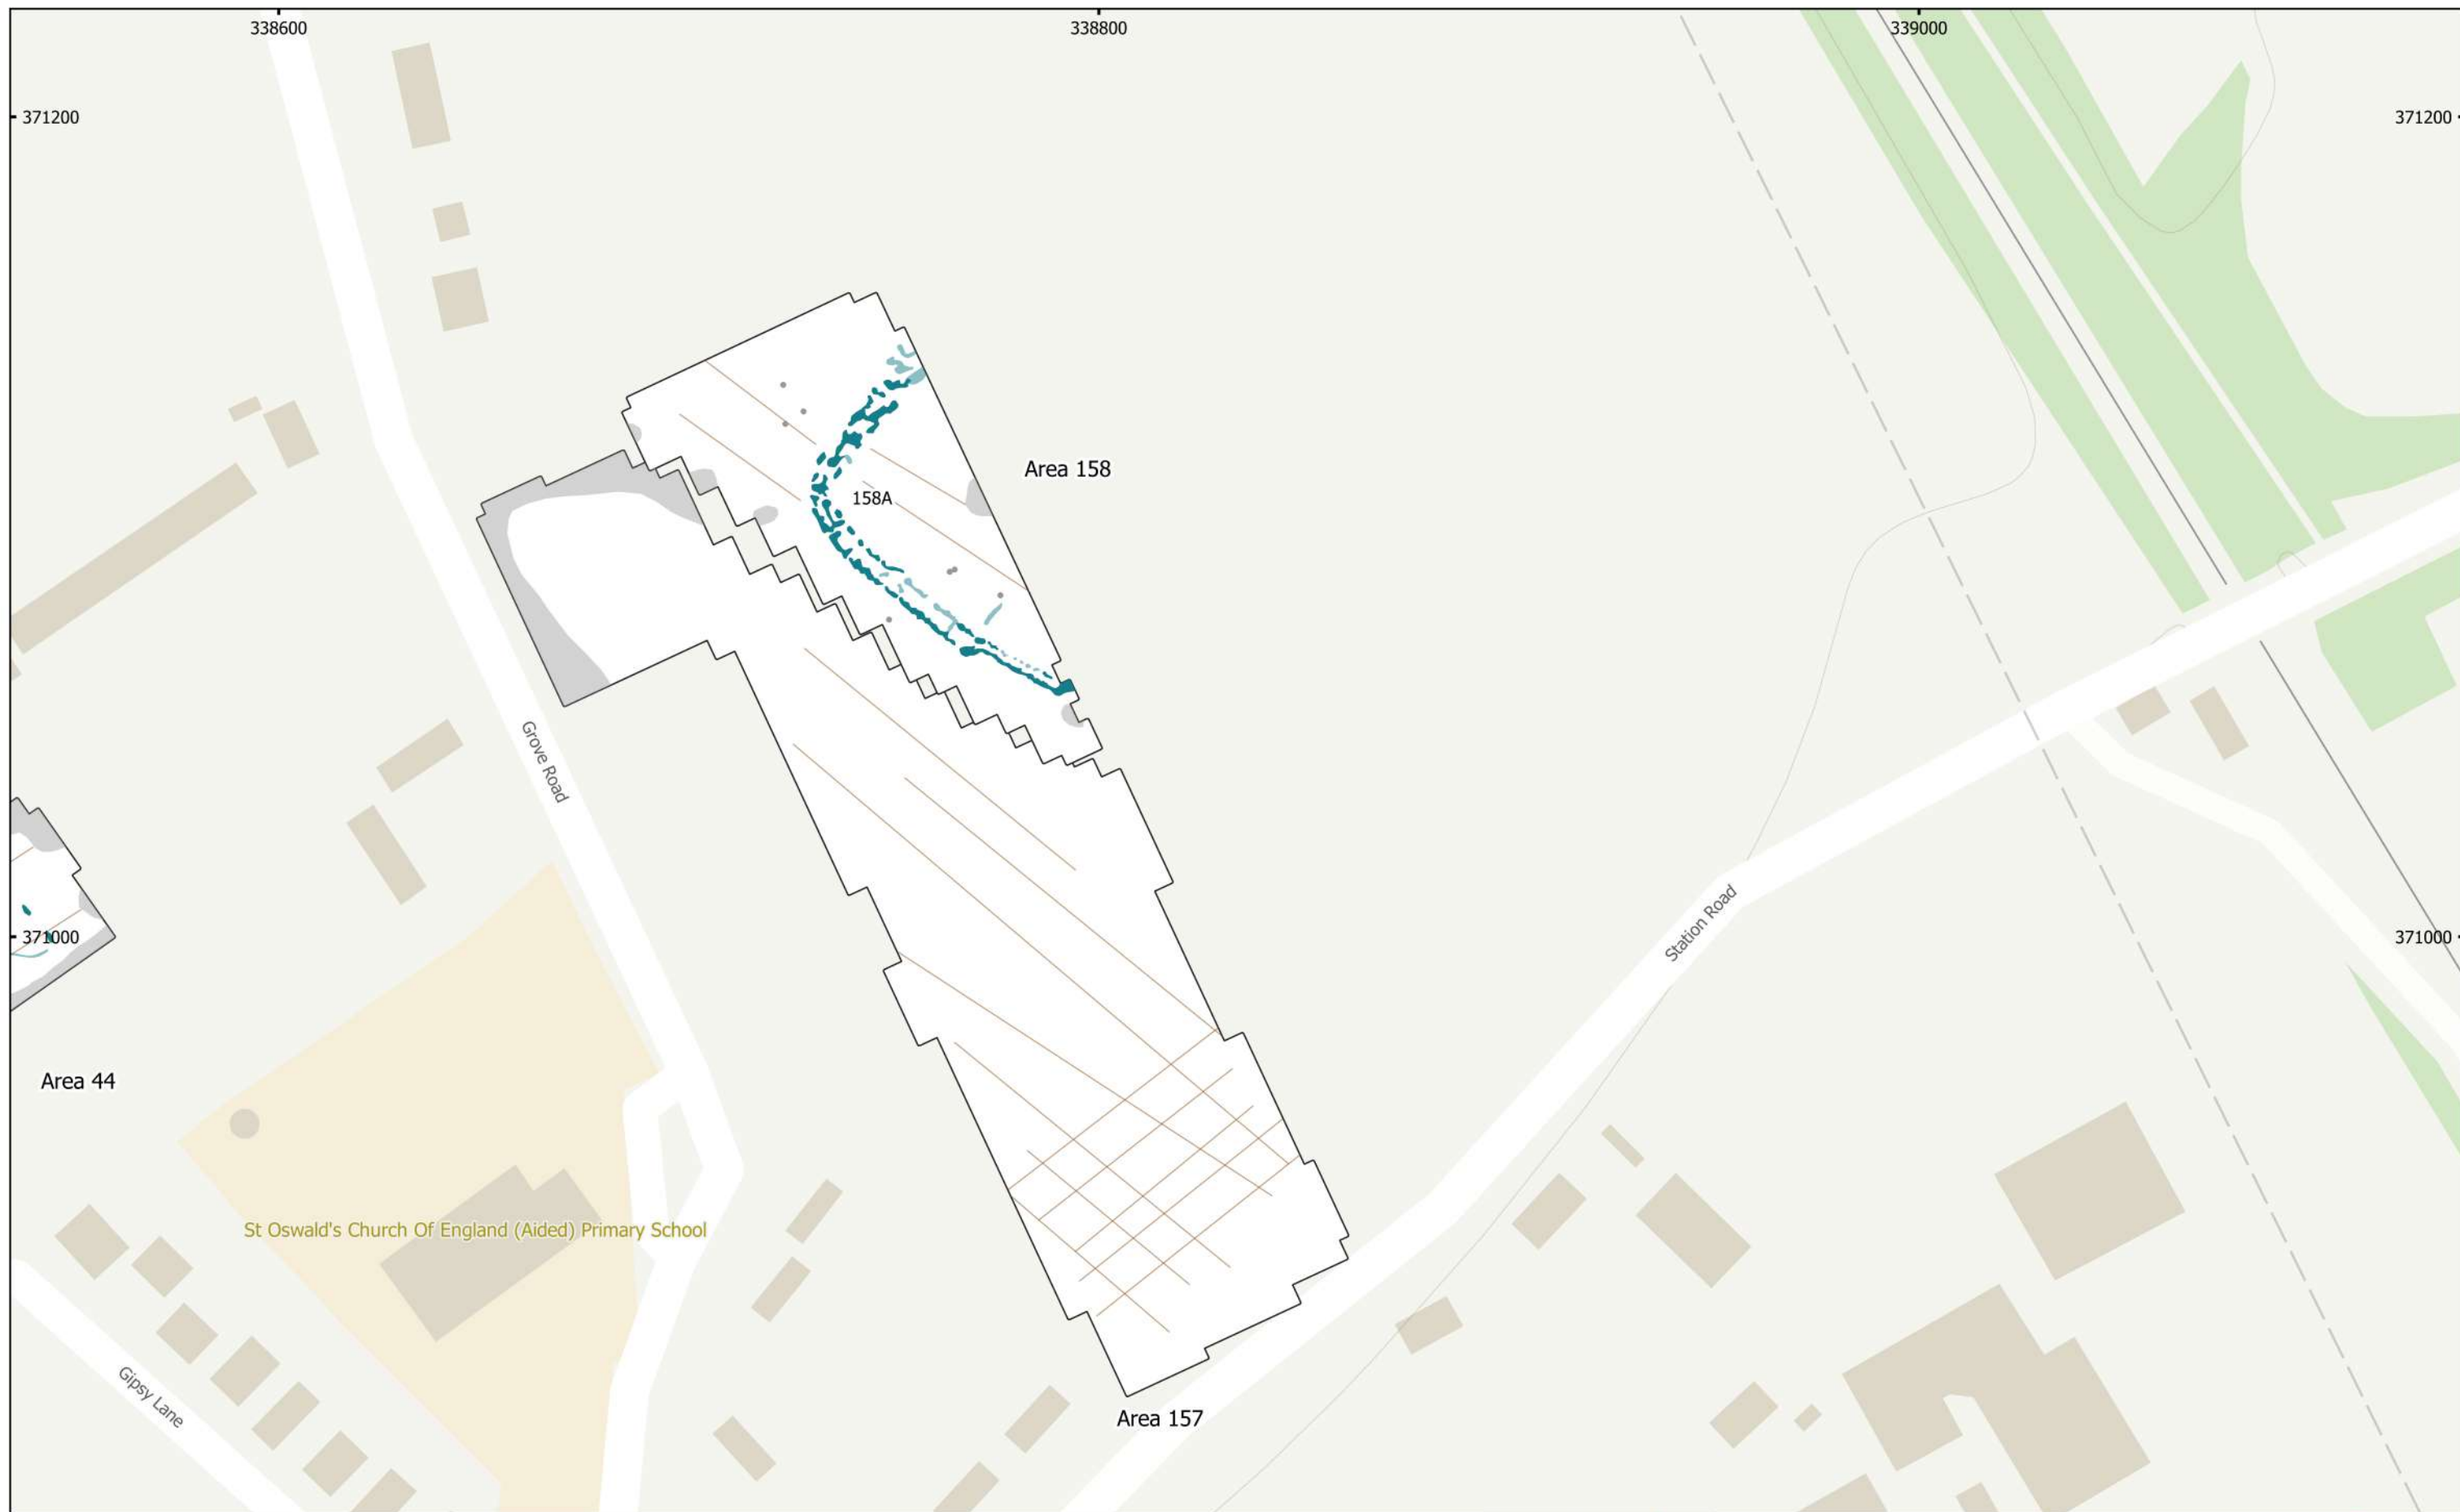 338600
338800
339000
371200
371200
Area 158
158A
Grove Road
Station Road
371000
371000
Area 44
St Oswald's Church Of England (Aided) Primary School
Gipsy Lane
Area 157